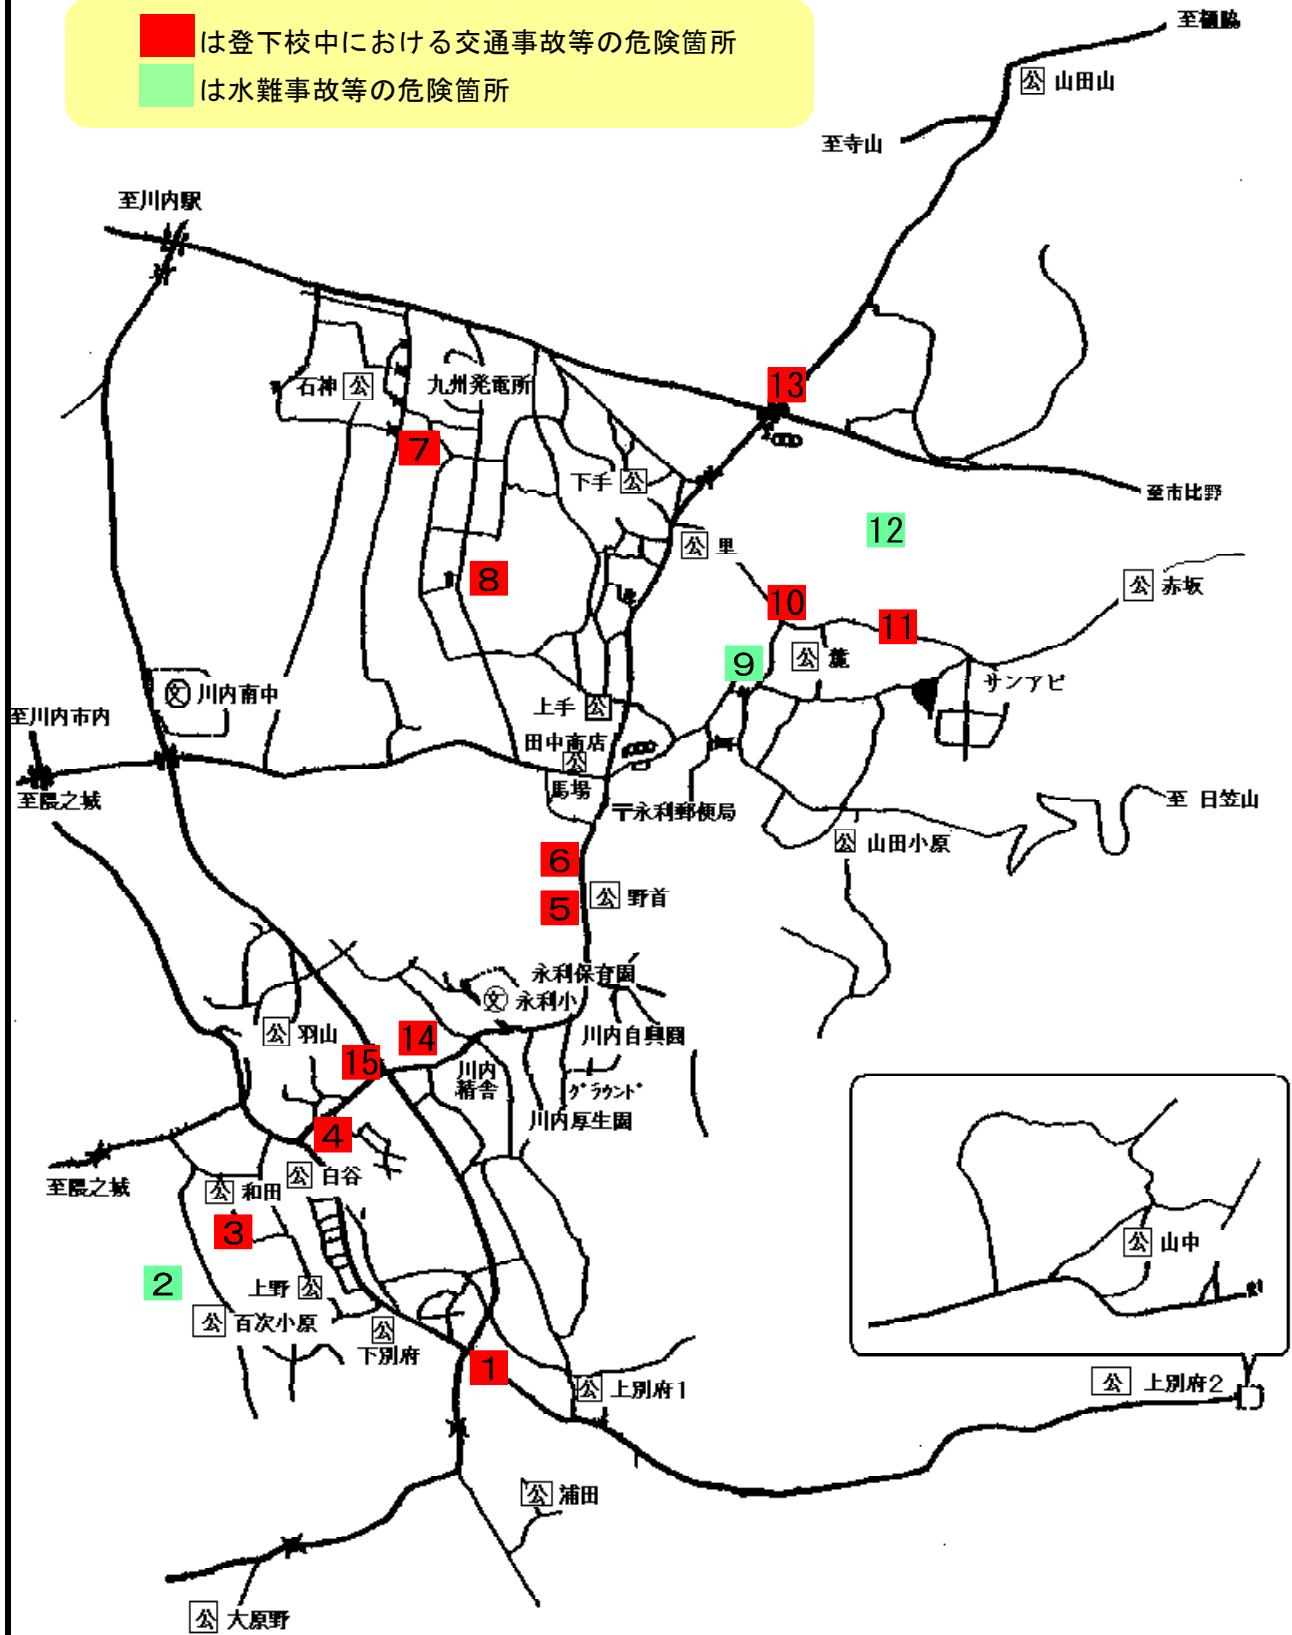 は登下校中における交通事故等の危険箇所
は水難事故等の危険箇所
至樋脇
公 山田山
至寺山
至川内駅
13
石神 公
九州発電所
7
下手 公
至市比野
12
公 里
8
10
公 赤坂
11
9
公 麓
サンアビ
文 川内南中
上手 公
至川内市内
田中商店
公
馬場
至隈之城
〒永利郵便局
至 日笠山
公 山田小原
6
5
公 野首
永利保育園
文 永利小
公 羽山
14
川内自興園
15
川内
精舎
グラウンド
川内厚生園
4
公 白谷
至隈之城
公 和田
3
公 山中
2
上野 公
公 百次小原
公
下別府
1
公 上別府1
公 上別府2
公 浦田
公 大原野